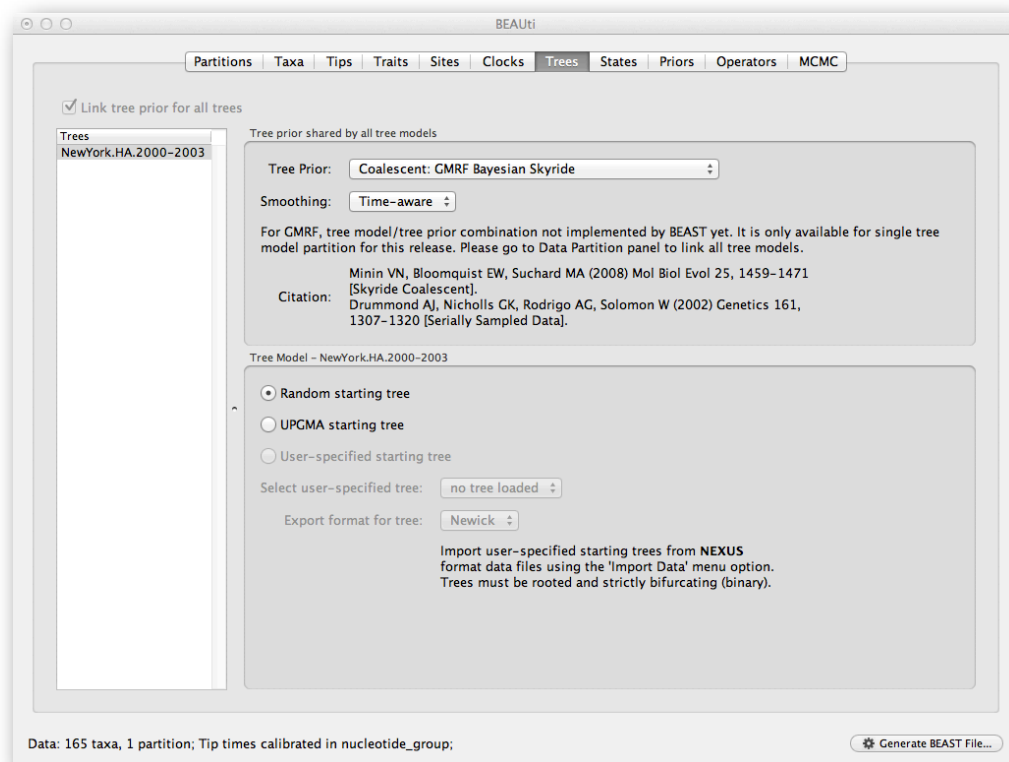 BEAUti
Partitions Taxa Tips Traits Sites Clocks Trees States Priors Operators MCMC
Link tree prior for all trees
Trees
NewYork.HA.2000-2003
Tree prior shared by all tree models
Tree Prior: Coalescent: GMRF Bayesian Skyride
Smoothing: Time-aware
For GMRF, tree model/tree prior combination not implemented by BEAST yet. It is only available for single tree
model partition for this release. Please go to Data Partition panel to link all tree models.
Citation:
Minin VN, Bloomquist EW, Suchard MA (2008) Mol Biol Evol 25, 1459-1471
[Skyride Coalescent].
Drummond AJ, Nicholls GK, Rodrigo AG, Solomon W (2002) Genetics 161,
1307-1320 [Serially Sampled Data].
Tree Model - NewYork.HA.2000-2003
Random starting tree
UPGMA starting tree
User-specified starting tree
Select user-specified tree: no tree loaded
Export format for tree: Newick
Import user-specified starting trees from NEXUS
format data files using the 'Import Data' menu option.
Trees must be rooted and strictly bifurcating (binary).
Data: 165 taxa, 1 partition; Tip times calibrated in nucleotide_group;
Generate BEAST File...